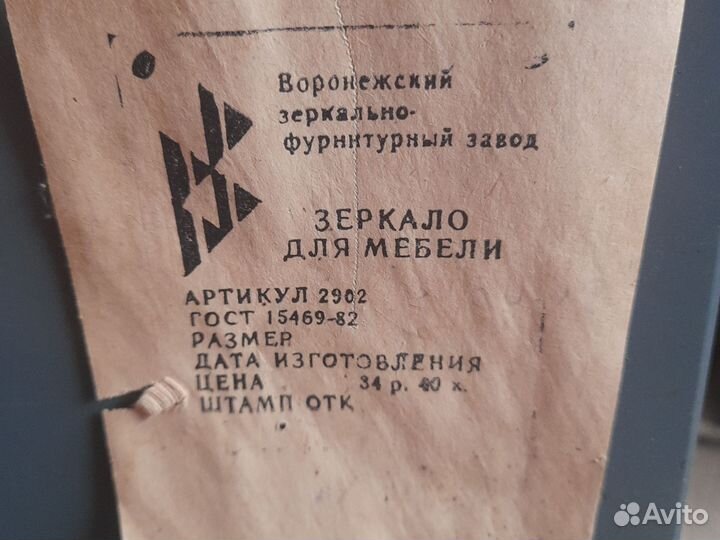 Воронежский
зеркально-
фурнитурный завод
ЗЕРКАЛО
ДЛЯ МЕБЕЛИ
АРТИКУЛ 2902
ГОСТ 15469-82
РАЗМЕР
ДАТА ИЗГОТОВЛЕНИЯ
ЦЕНА 34 р. 40 к.
ШТАМП ОТК
Avito